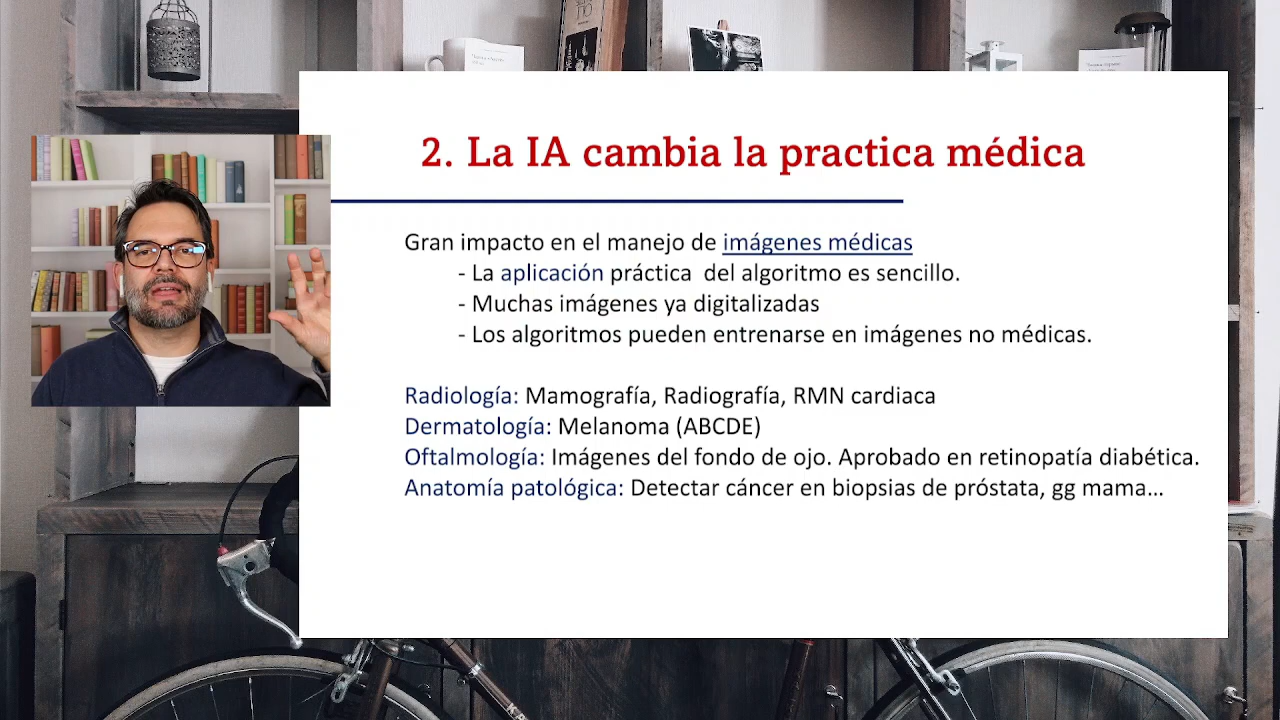 2. La IA cambia la practica médica
Gran impacto en el manejo de imágenes médicas
- La aplicación práctica del algoritmo es sencillo.
- Muchas imágenes ya digitalizadas
- Los algoritmos pueden entrenarse en imágenes no médicas.
Radiología: Mamografía, Radiografía, RMN cardiaca
Dermatología: Melanoma (ABCDE)
Oftalmología: Imágenes del fondo de ojo. Aprobado en retinopatía diabética.
Anatomía patológica: Detectar cáncer en biopsias de próstata, gg mama...